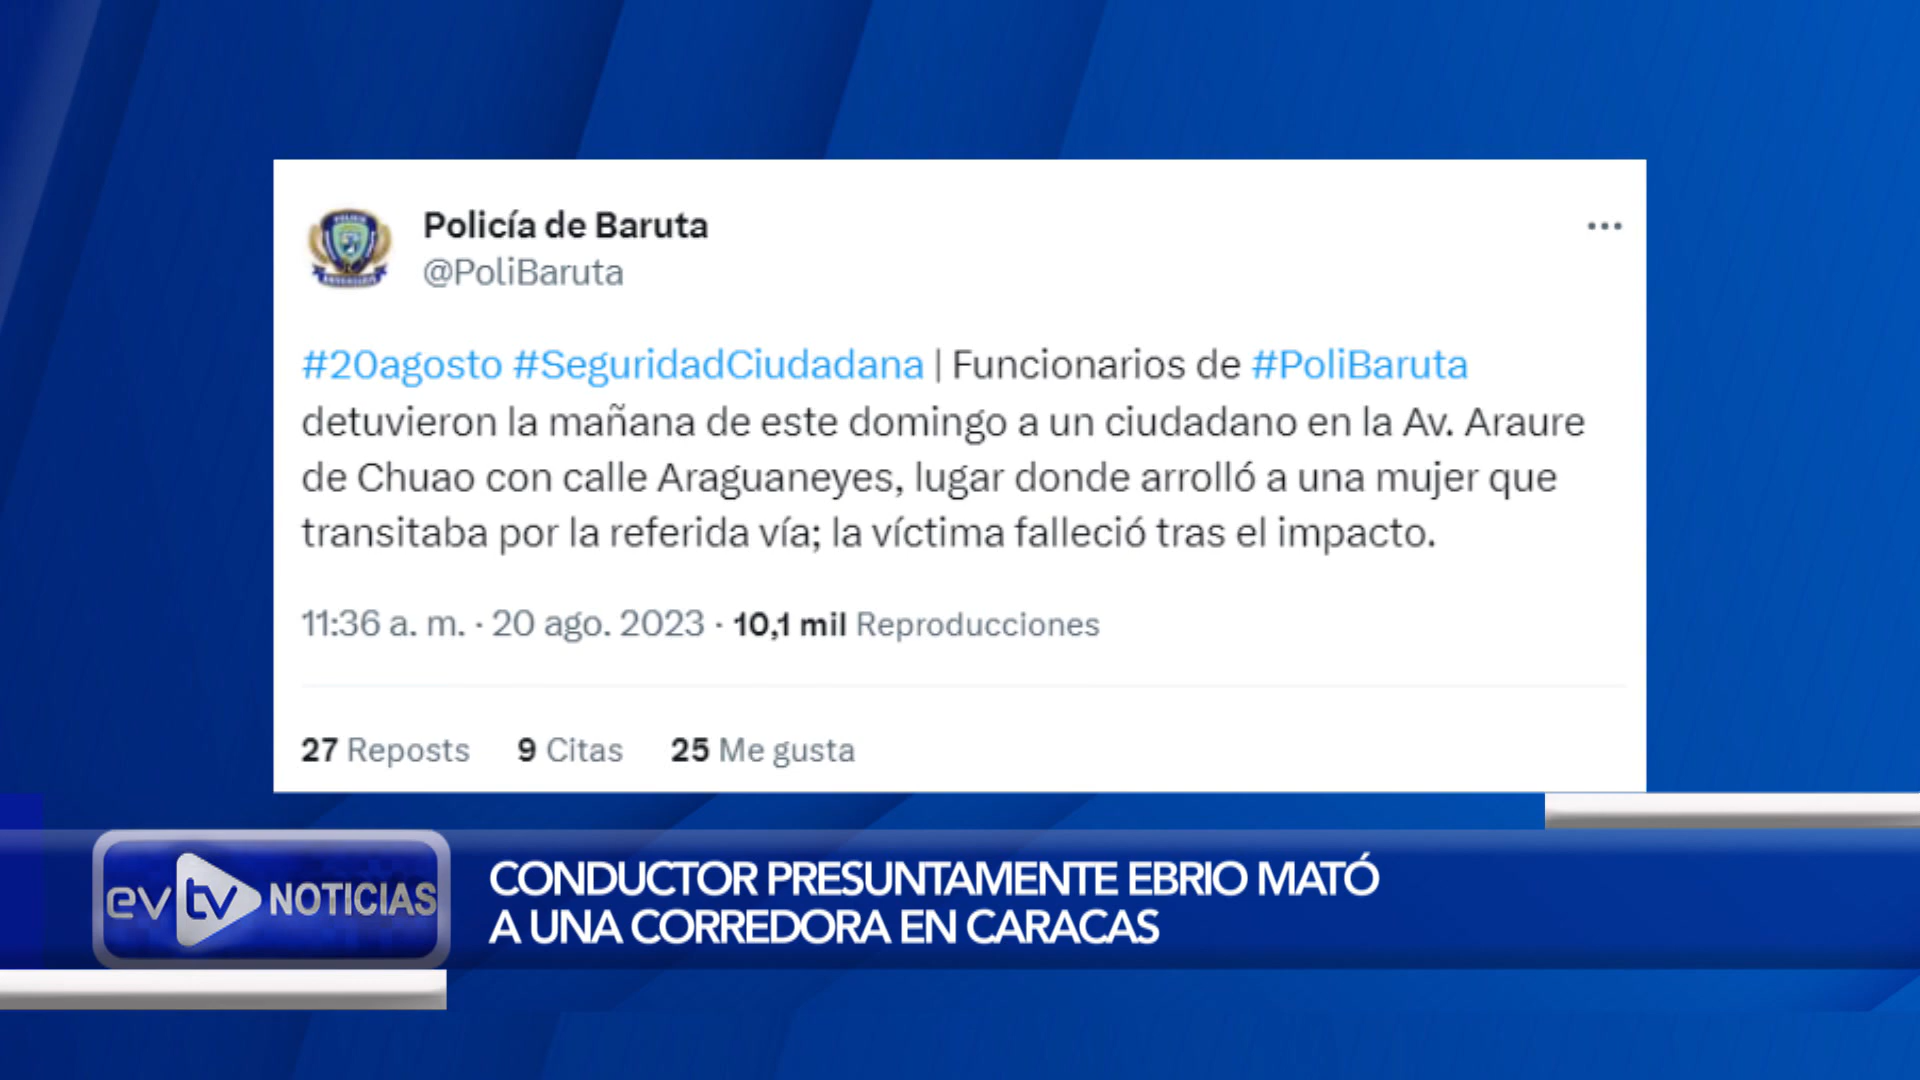 Policía de Baruta
@PoliBaruta
#20agosto #SeguridadCiudadana | Funcionarios de #PoliBaruta
detuvieron la mañana de este domingo a un ciudadano en la Av. Araure
de Chuao con calle Araguaneyes, lugar donde arrolló a una mujer que
transitaba por la referida vía; la víctima falleció tras el impacto.
11:36 a. m. · 20 ago. 2023 · 10,1 mil Reproducciones
27 Reposts 9 Citas 25 Me gusta
evtv NOTICIAS
CONDUCTOR PRESUNTAMENTE EBRIO MATÓ
A UNA CORREDORA EN CARACAS